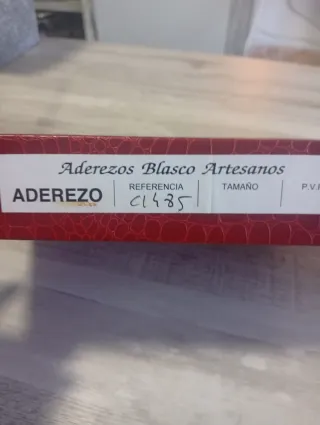 Aderezos Blasco Artesanos
ADEREZO REFERENCIA TAMAÑO P.V.P
C1485